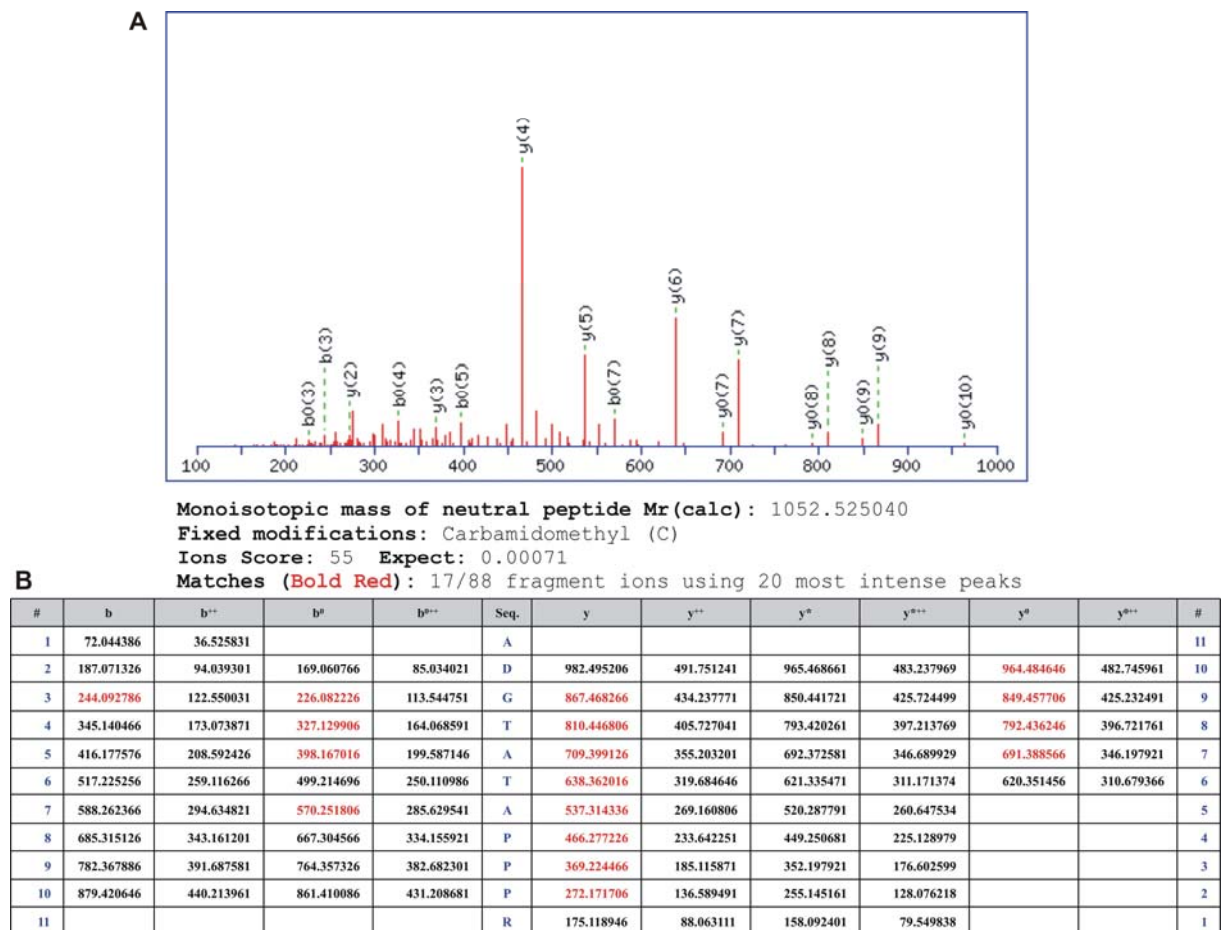 A
b0(3)
b(3)
y(2)
b0(4)
y(3)
b0(5)
y(4)
y(5)
b0(7)
y(6)
y0(7)
y(7)
y0(8)
y(8)
y0(9)
y(9)
y0(10)
100 200 300 400 500 600 700 800 900 1000
Monoisotopic mass of neutral peptide Mr(calc): 1052.525040
Fixed modifications: Carbamidomethyl (C)
Ions Score: 55 Expect: 0.00071
B
Matches (Bold Red): 17/88 fragment ions using 20 most intense peaks
# b b⁺⁺ b⁰ b⁰⁺⁺ Seq. y y⁺⁺ y* y*⁺⁺ y⁰ y⁰⁺⁺ #
1 72.044386 36.525831 A 11
2 187.071326 94.039301 169.060766 85.034021 D 982.495206 491.751241 965.468661 483.237969 964.484646 482.745961 10
3 244.092786 122.550031 226.082226 113.544751 G 867.468266 434.237771 850.441721 425.724499 849.457706 425.232491 9
4 345.140466 173.073871 327.129906 164.068591 T 810.446806 405.727041 793.420261 397.213769 792.436246 396.721761 8
5 416.177576 208.592426 398.167016 199.587146 A 709.399126 355.203201 692.372581 346.689929 691.388566 346.197921 7
6 517.225256 259.116266 499.214696 250.110986 T 638.362016 319.684646 621.335471 311.171374 620.351456 310.679366 6
7 588.262366 294.634821 570.251806 285.629541 A 537.314336 269.160806 520.287791 260.647534 5
8 685.315126 343.161201 667.304566 334.155921 P 466.277226 233.642251 449.250681 225.128979 4
9 782.367886 391.687581 764.357326 382.682301 P 369.224466 185.115871 352.197921 176.602599 3
10 879.420646 440.213961 861.410086 431.208681 P 272.171706 136.589491 255.145161 128.076218 2
11 R 175.118946 88.063111 158.092401 79.549838 1